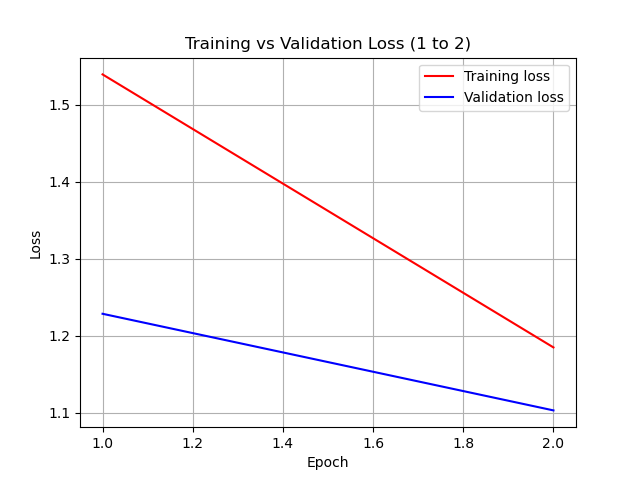 Training vs Validation Loss (1 to 2)
Training loss
Validation loss
1.5
1.4
1.3
1.2
1.1
Loss
1.0 1.2 1.4 1.6 1.8 2.0
Epoch